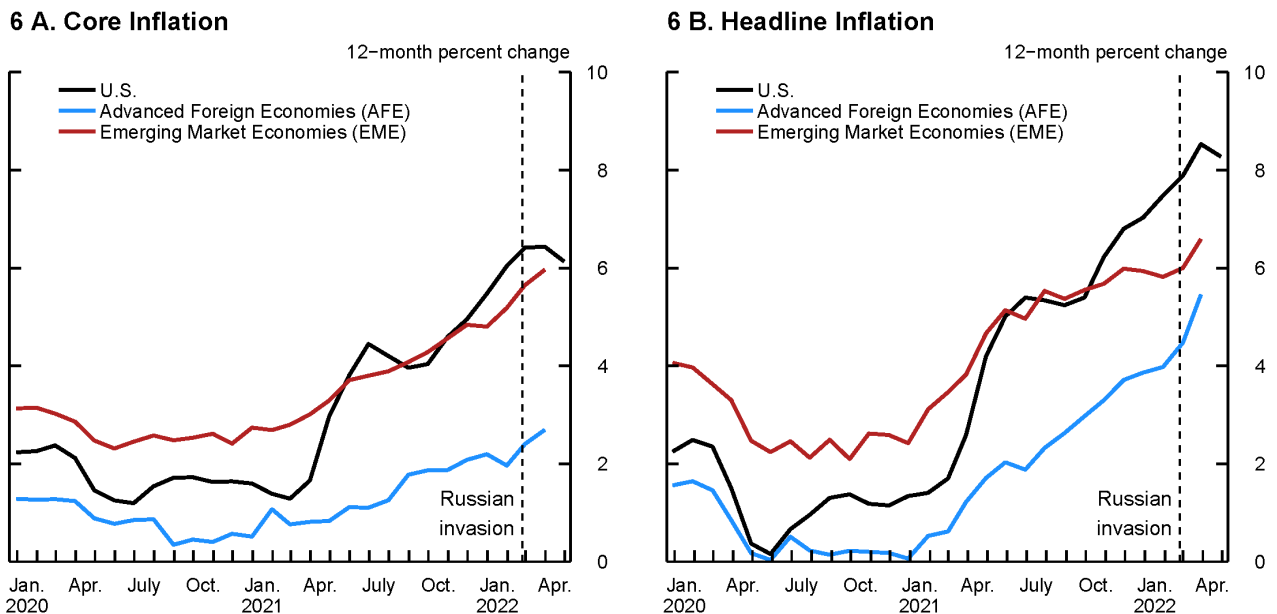 6 A. Core Inflation
12−month percent change
U.S.
Advanced Foreign Economies (AFE)
Emerging Market Economies (EME)
10
8
6
4
2
0
Russian
invasion
Jan. Apr. July Oct. Jan. Apr. July Oct. Jan. Apr.
2020 2021 2022
6 B. Headline Inflation
12−month percent change
U.S.
Advanced Foreign Economies (AFE)
Emerging Market Economies (EME)
10
8
6
4
2
0
Russian
invasion
Jan. Apr. July Oct. Jan. Apr. July Oct. Jan. Apr.
2020 2021 2022